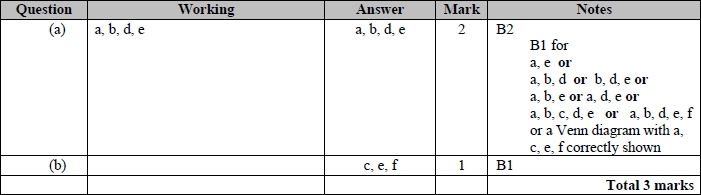 Question Working Answer Mark Notes
(a) a, b, d, e a, b, d, e 2 B2
B1 for
a, e or
a, b, d or b, d, e or
a, b, e or a, d, e or
a, b, c, d, e or a, b, d, e, f
or a Venn diagram with a,
c, e, f correctly shown
(b) c, e, f 1 B1
Total 3 marks